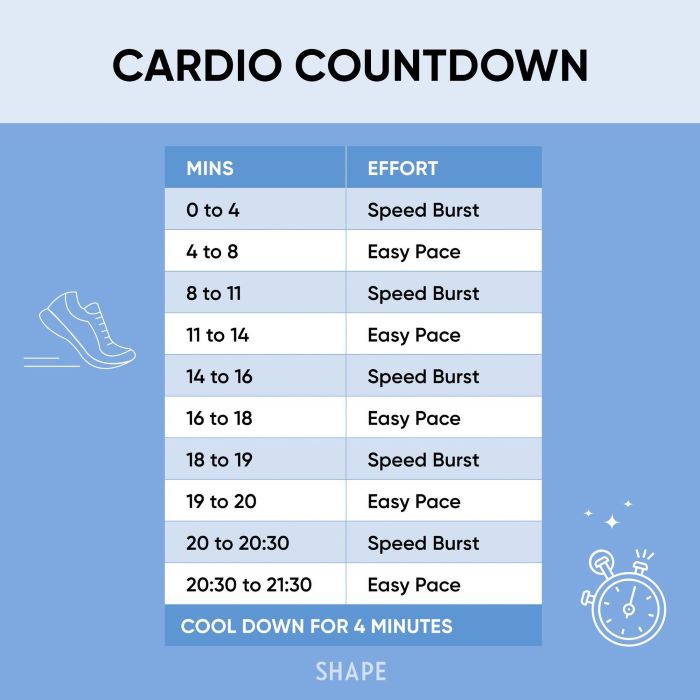 CARDIO COUNTDOWN
MINS EFFORT
0 to 4 Speed Burst
4 to 8 Easy Pace
8 to 11 Speed Burst
11 to 14 Easy Pace
14 to 16 Speed Burst
16 to 18 Easy Pace
18 to 19 Speed Burst
19 to 20 Easy Pace
20 to 20:30 Speed Burst
20:30 to 21:30 Easy Pace
COOL DOWN FOR 4 MINUTES
SHAPE